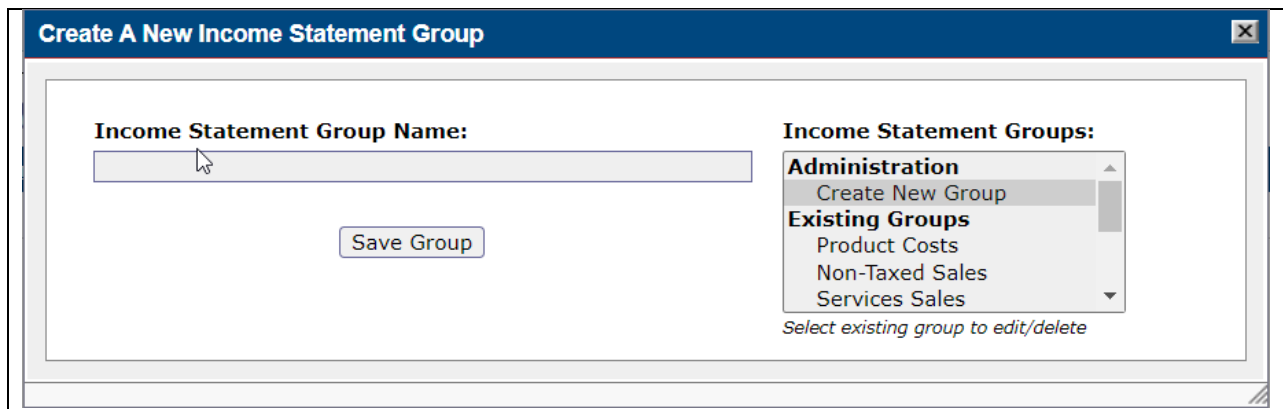 Create A New Income Statement Group
Income Statement Group Name:
Save Group
Income Statement Groups:
Administration
Create New Group
Existing Groups
Product Costs
Non-Taxed Sales
Services Sales
Select existing group to edit/delete